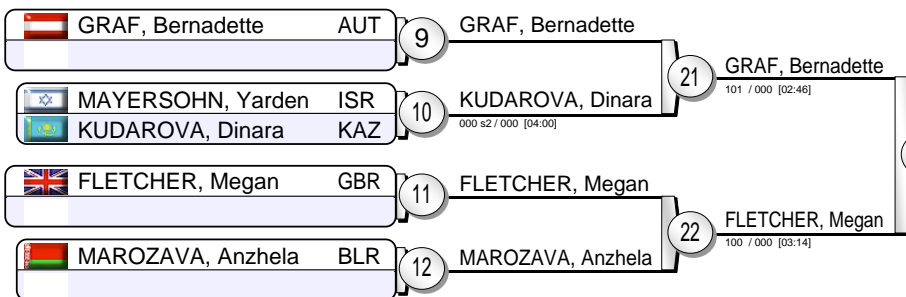 GRAF, Bernadette AUT
9
GRAF, Bernadette
21
GRAF, Bernadette
101 / 000 [02:46]
MAYERSOHN, Yarden ISR
KUDAROVA, Dinara KAZ
10
KUDAROVA, Dinara
000 s2 / 000 [04:00]
FLETCHER, Megan GBR
11
FLETCHER, Megan
22
FLETCHER, Megan
100 / 000 [03:14]
MAROZAVA, Anzhela BLR
12
MAROZAVA, Anzhela